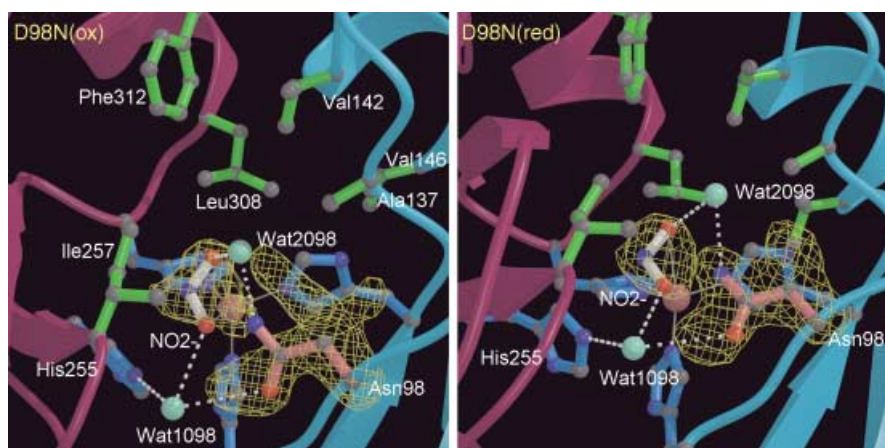 D98N(ox)
Phe312
Val142
Val146
Leu308
Ala137
Ile257
Wat2098
NO2-
His255
Asn98
Wat1098
D98N(red)
Wat2098
NO2-
His255
Asn98
Wat1098